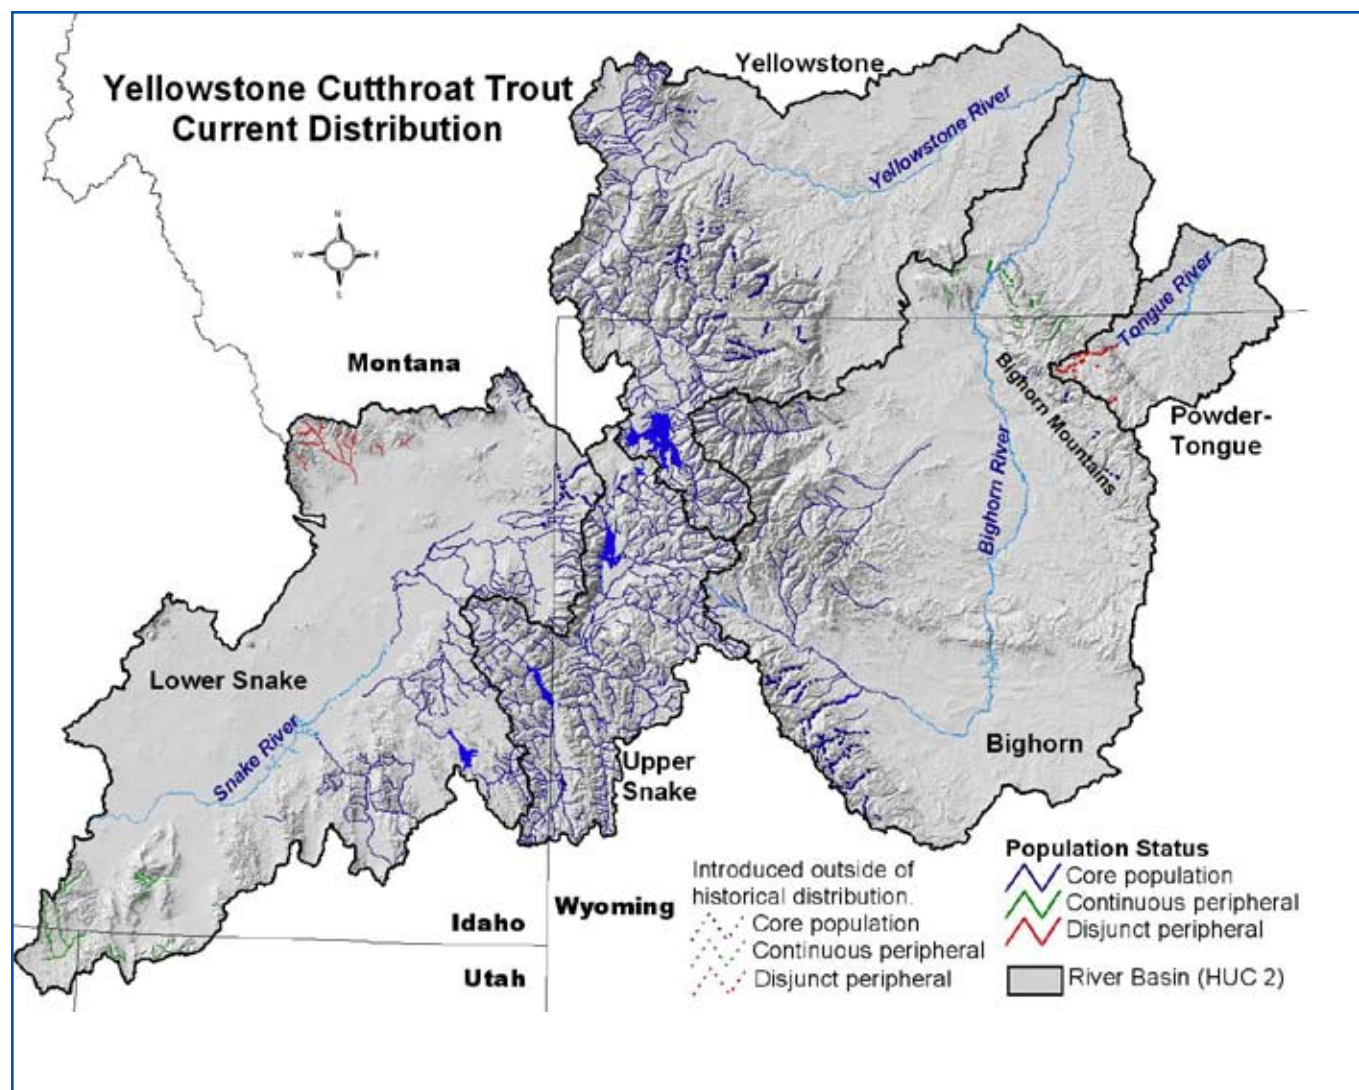 Yellowstone Cutthroat Trout
Current Distribution
Yellowstone
Yellowstone River
N
W
E
S
Montana
Tongue River
Bighorn Mountains
Powder-
Tongue
Bighorn River
Lower Snake
Snake River
Upper
Snake
Bighorn
Idaho
Wyoming
Utah
Introduced outside of
historical distribution.
Core population
Continuous peripheral
Disjunct peripheral
Population Status
Core population
Continuous peripheral
Disjunct peripheral
River Basin (HUC 2)